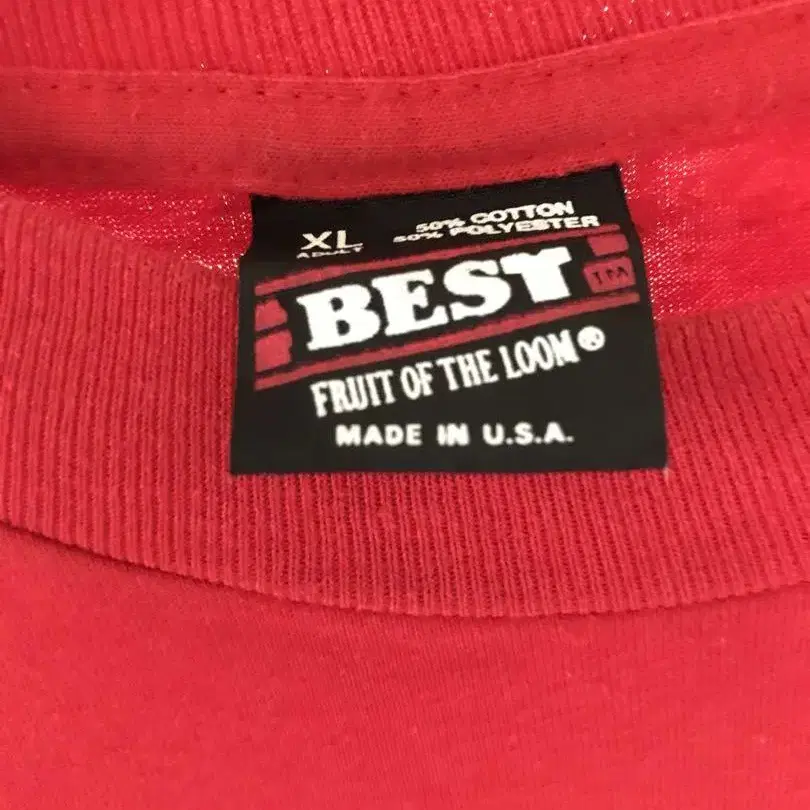 XL
ADULT
50% COTTON
50% POLYESTER
BEST
TM
FRUIT OF THE LOOM®
MADE IN U.S.A.